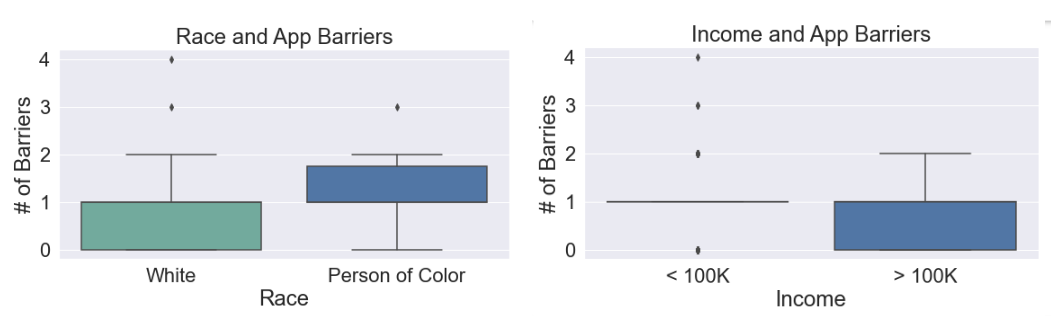 Race and App Barriers
4
3
2
1
0
# of Barriers
White Person of Color
Race
Income and App Barriers
4
3
2
1
0
# of Barriers
< 100K > 100K
Income